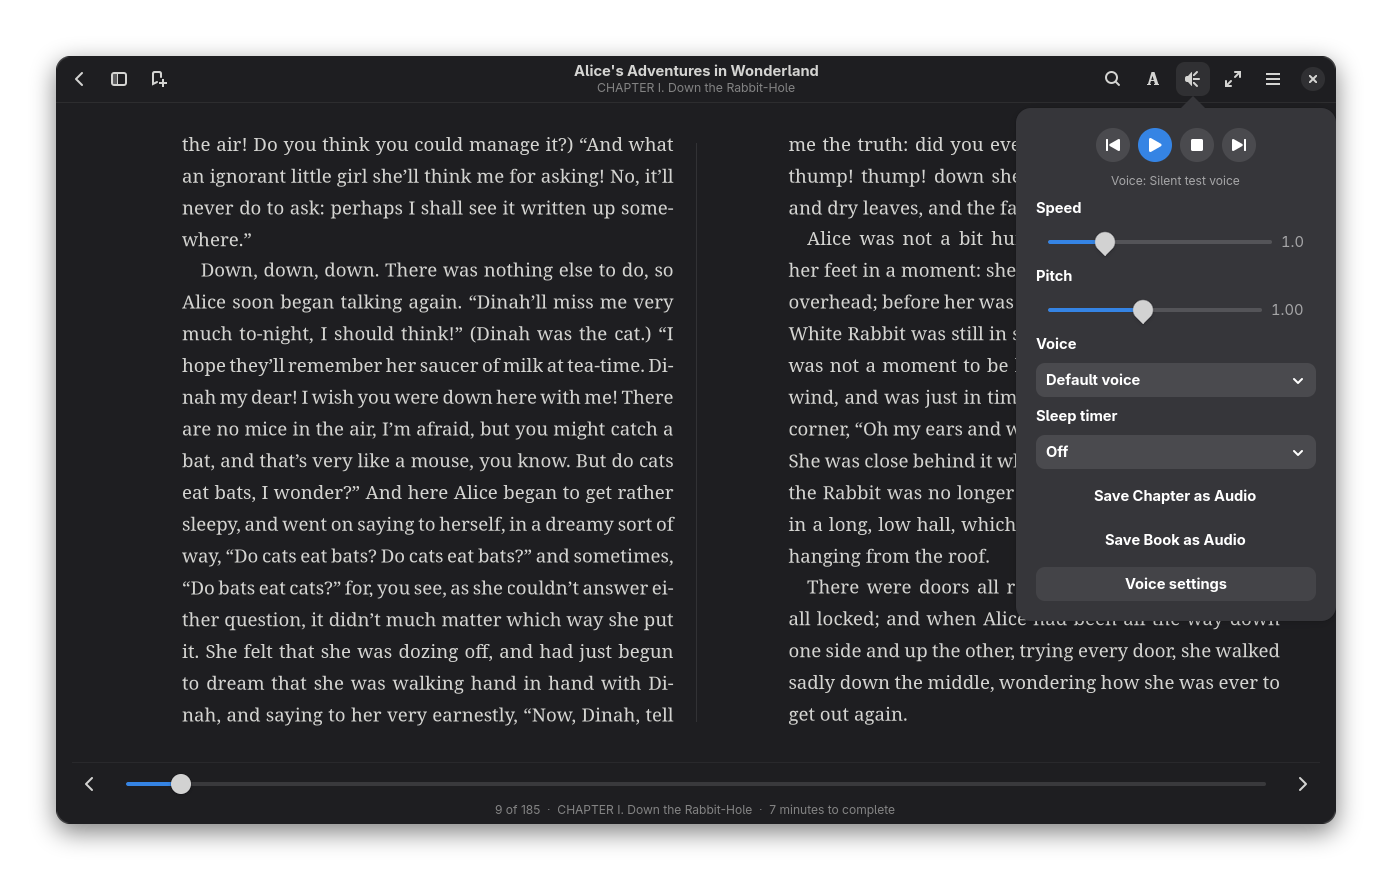 Alice's Adventures in Wonderland
CHAPTER I. Down the Rabbit-Hole
A
the air! Do you think you could manage it?) “And what
an ignorant little girl she’ll think me for asking! No, it’ll
never do to ask: perhaps I shall see it written up some-
where.”
Down, down, down. There was nothing else to do, so
Alice soon began talking again. “Dinah’ll miss me very
much to-night, I should think!” (Dinah was the cat.) “I
hope they’ll remember her saucer of milk at tea-time. Di-
nah my dear! I wish you were down here with me! There
are no mice in the air, I’m afraid, but you might catch a
bat, and that’s very like a mouse, you know. But do cats
eat bats, I wonder?” And here Alice began to get rather
sleepy, and went on saying to herself, in a dreamy sort of
way, “Do cats eat bats? Do cats eat bats?” and sometimes,
“Do bats eat cats?” for, you see, as she couldn’t answer ei-
ther question, it didn’t much matter which way she put
it. She felt that she was dozing off, and had just begun
to dream that she was walking hand in hand with Di-
nah, and saying to her very earnestly, “Now, Dinah, tell
me the truth: did you eve
thump! thump! down she
and dry leaves, and the fa
Alice was not a bit hu
her feet in a moment: she
overhead; before her was
White Rabbit was still in s
was not a moment to be
wind, and was just in tim
corner, “Oh my ears and w
She was close behind it wh
the Rabbit was no longer
in a long, low hall, which
hanging from the roof.
There were doors all r
all locked; and when Alice had been all the way down
one side and up the other, trying every door, she walked
sadly down the middle, wondering how she was ever to
get out again.
Voice: Silent test voice
Speed
1.0
Pitch
1.00
Voice
Default voice
Sleep timer
Off
Save Chapter as Audio
Save Book as Audio
Voice settings
9 of 185 · CHAPTER I. Down the Rabbit-Hole · 7 minutes to complete